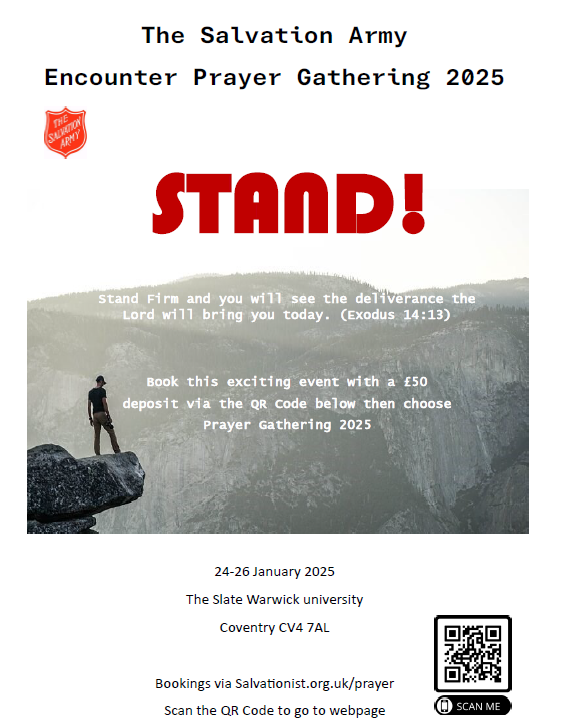 The Salvation Army
Encounter Prayer Gathering 2025
THE
SALVATION
ARMY
STAND!
Stand Firm and you will see the deliverance the
Lord will bring you today. (Exodus 14:13)
Book this exciting event with a £50
deposit via the QR Code below then choose
Prayer Gathering 2025
24-26 January 2025
The Slate Warwick university
Coventry CV4 7AL
Bookings via Salvationist.org.uk/prayer
Scan the QR Code to go to webpage
SCAN ME